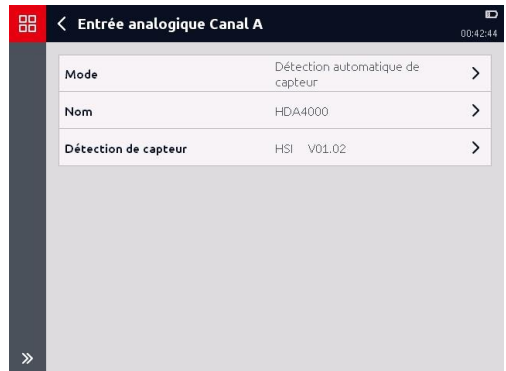 Entrée analogique Canal A
00:42:44
Mode
Détection automatique de
capteur
Nom
HDA4000
Détection de capteur
HSI V01.02